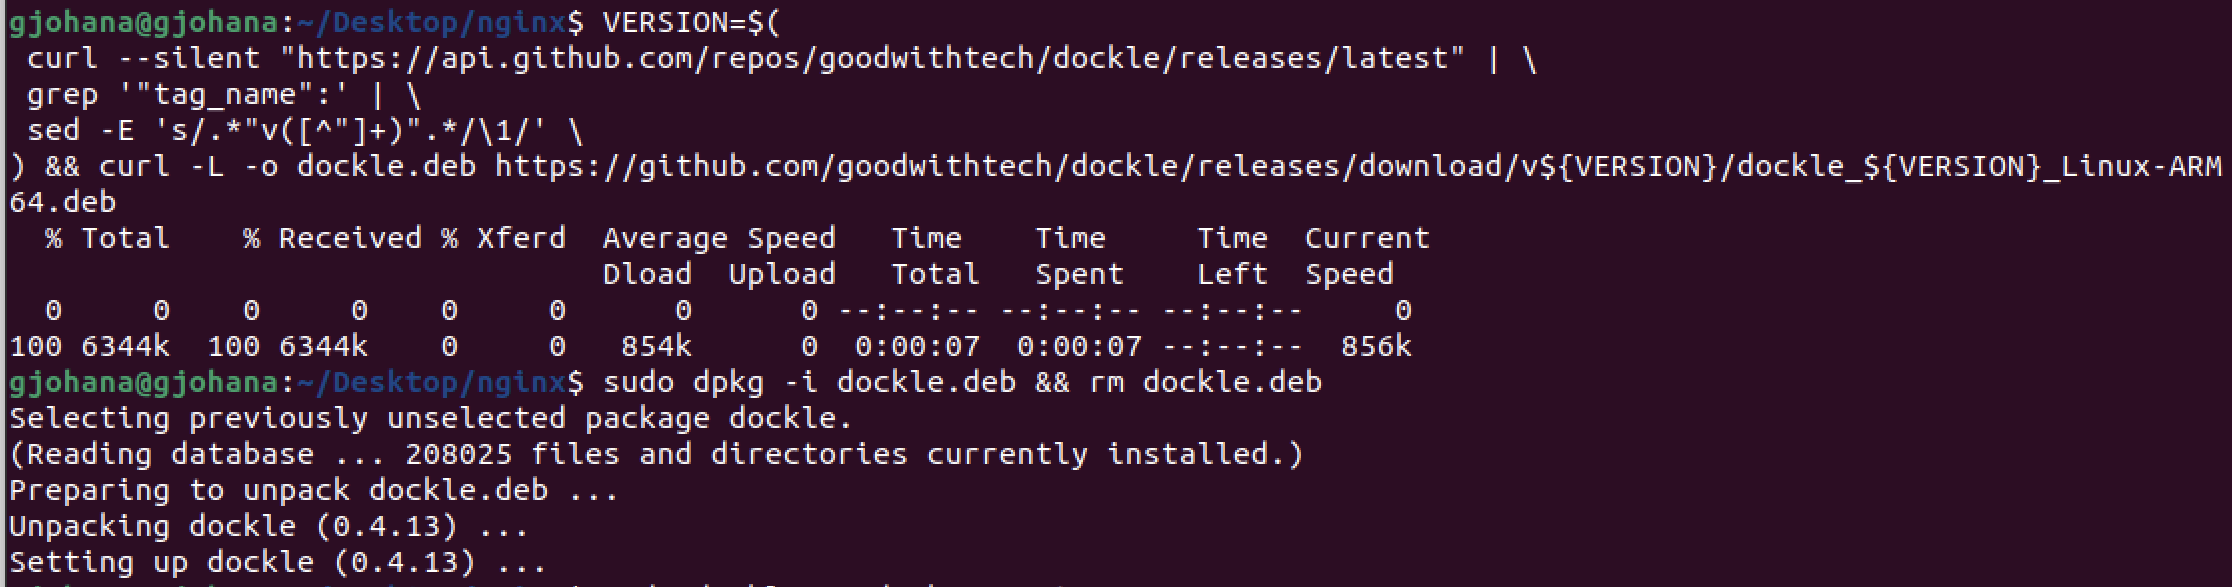 gjohana@gjohana:~/Desktop/nginx$ VERSION=$(
 curl --silent "https://api.github.com/repos/goodwithtech/dockle/releases/latest" | \
 grep '"tag_name":' | \
 sed -E 's/.*"v([^"]+)".*/\1/' \
) && curl -L -o dockle.deb https://github.com/goodwithtech/dockle/releases/download/v${VERSION}/dockle_${VERSION}_Linux-ARM
64.deb
  % Total    % Received % Xferd  Average Speed   Time    Time     Time  Current
                                 Dload  Upload   Total   Spent    Left  Speed
  0     0    0     0    0     0      0      0 --:--:-- --:--:-- --:--:--     0
100 6344k  100 6344k    0     0   854k      0  0:00:07  0:00:07 --:--:--  856k
gjohana@gjohana:~/Desktop/nginx$ sudo dpkg -i dockle.deb && rm dockle.deb
Selecting previously unselected package dockle.
(Reading database ... 208025 files and directories currently installed.)
Preparing to unpack dockle.deb ...
Unpacking dockle (0.4.13) ...
Setting up dockle (0.4.13) ...